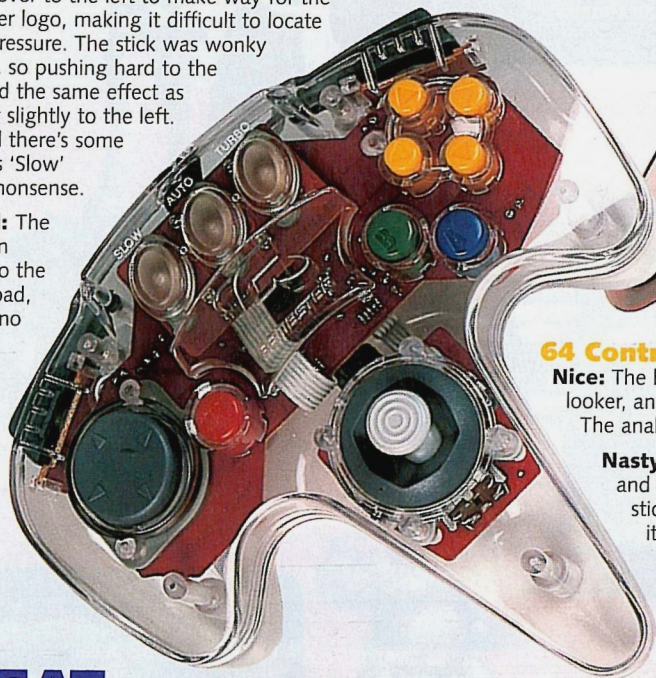 over to the left to make way for the
er logo, making it difficult to locate
ressure. The stick was wonky
so pushing hard to the
d the same effect as
slightly to the left.
there's some
s 'Slow'
nonsense.
The
n
o the
oad,
no
SLOW
AUTO
TURBO
GAMESTER
64 Contr
Nice: The
looker, an
The anal
Nasty
and
stic
it